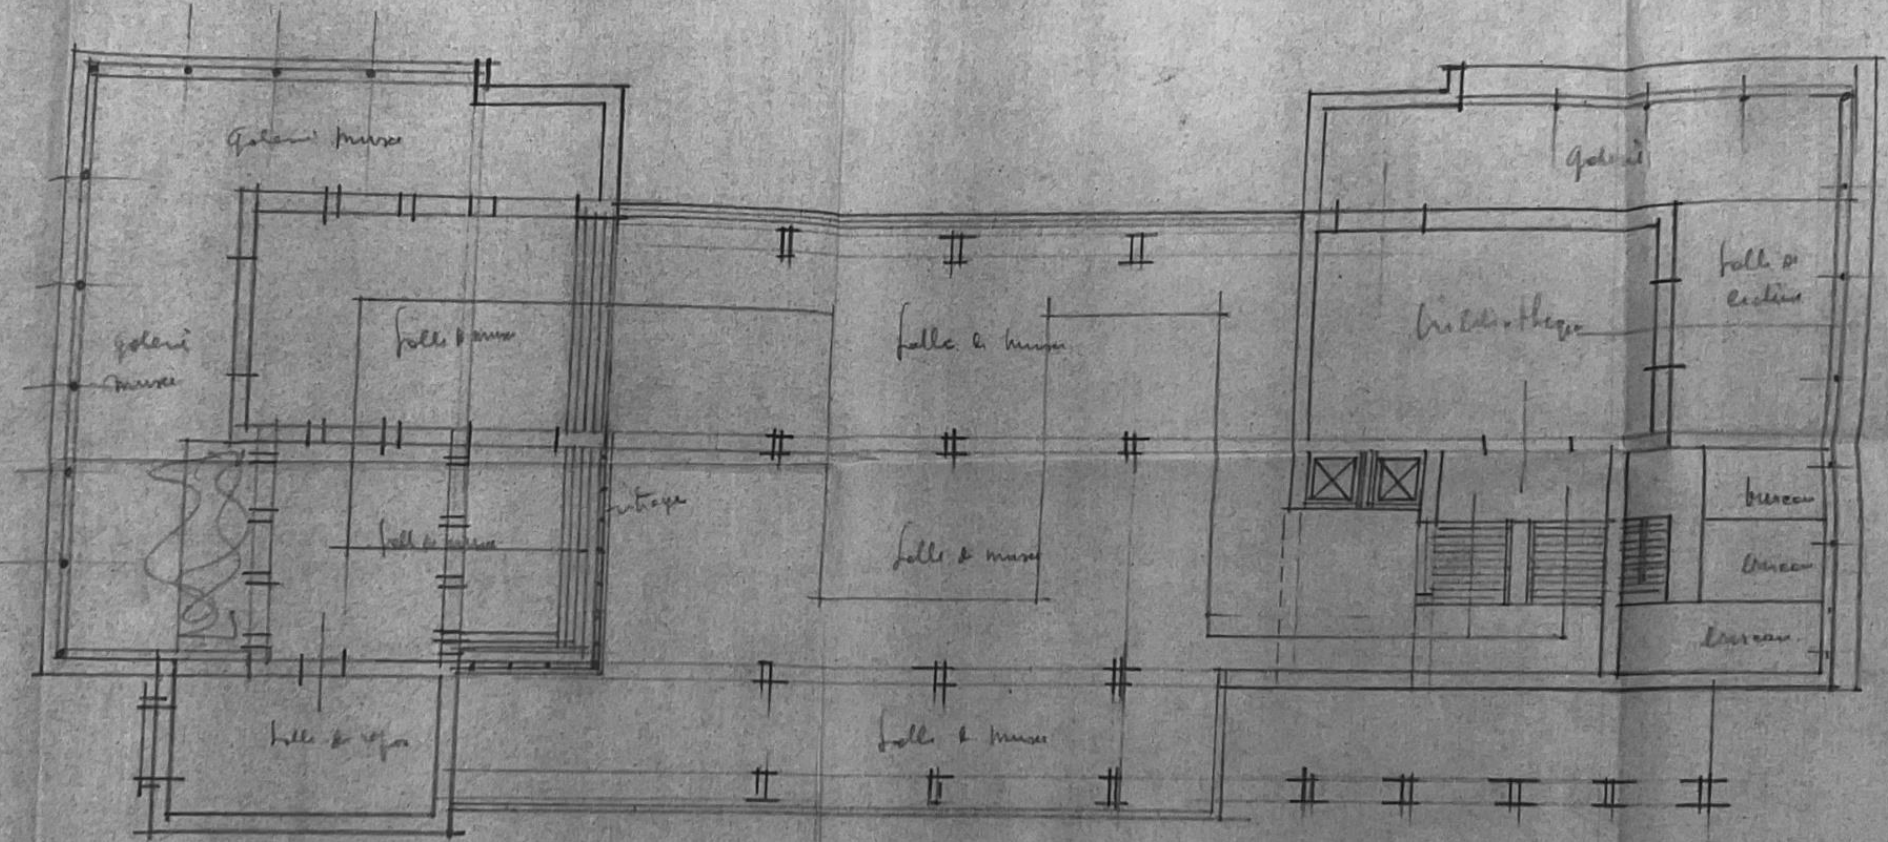 galerie musée
galerie
salle de
lecture
salle de musée
salle de musée
Bibliothèque
galerie
musée
vitrage
bureau
salle de musée
salle de musée
bureau
bureau
salle de repos
salle de musée